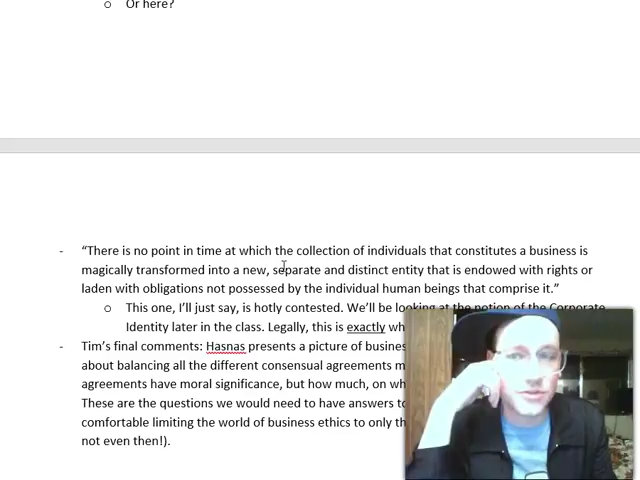 o Or here?
- “There is no point in time at which the collection of individuals that constitutes a business is
magically transformed into a new, separate and distinct entity that is endowed with rights or
laden with obligations not possessed by the individual human beings that comprise it.”
o This one, I’ll just say, is hotly contested. We’ll be looking at the notion of the Corporate
Identity later in the class. Legally, this is exactly wh
- Tim’s final comments: Hasnas presents a picture of busines
about balancing all the different consensual agreements m
agreements have moral significance, but how much, on wh
These are the questions we would need to have answers to
comfortable limiting the world of business ethics to only th
not even then!).